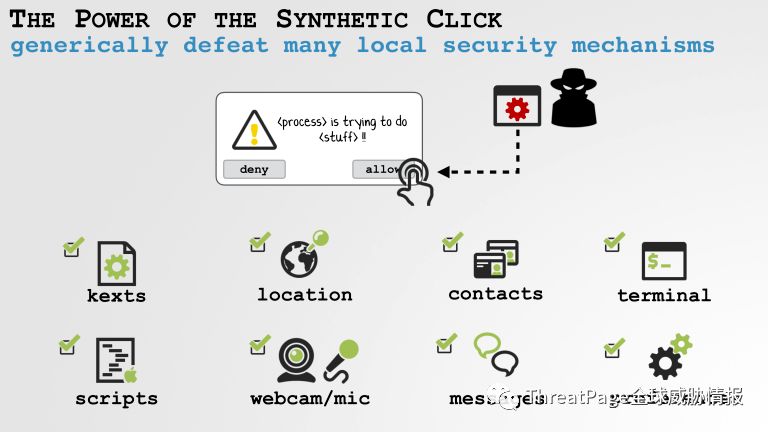 The Power of the Synthetic Click
generically defeat many local security mechanisms
<process> is trying to do
<stuff> !!
deny
allow
$_
kexts
location
contacts
terminal
scripts
webcam/mic
messages
ThreatPage全球威胁情报